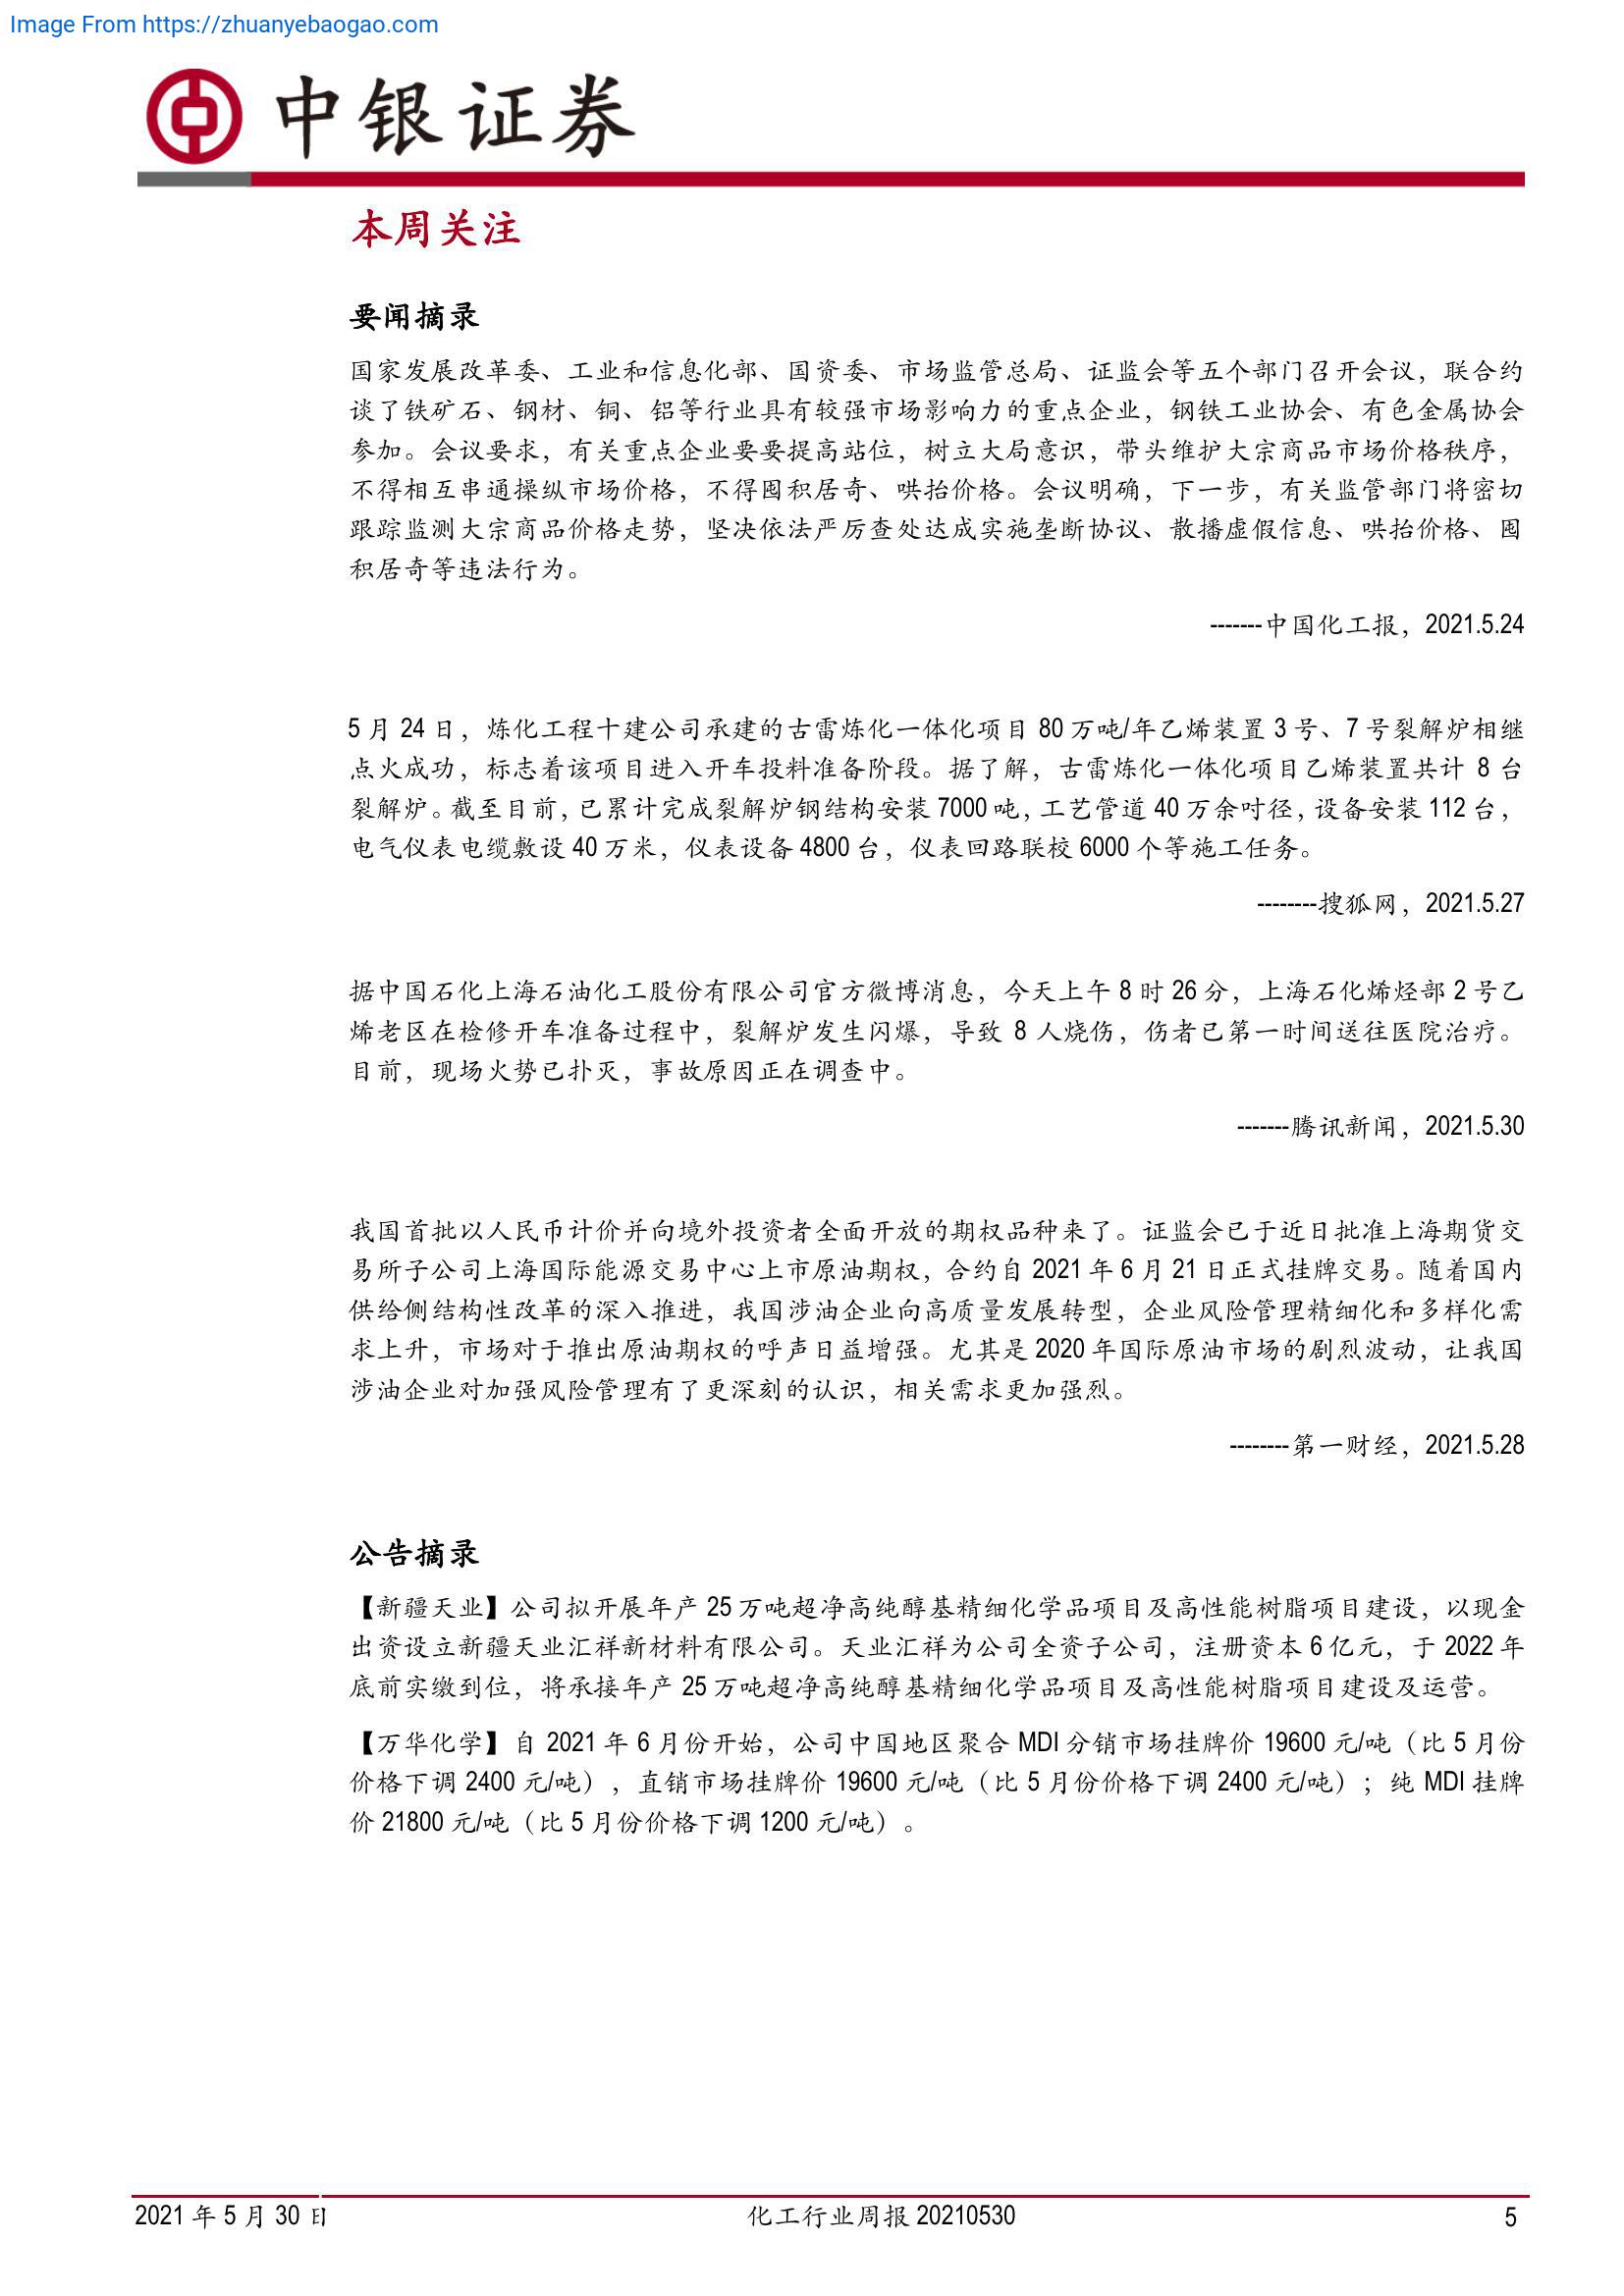 Image From https://zhuanyebaogao.com
中银证券
本周关注
要闻摘录
国家发展改革委、工业和信息化部、国资委、市场监管总局、证监会等五个部门召开会议，联合约
谈了铁矿石、钢材、铜、铝等行业具有较强市场影响力的重点企业，钢铁工业协会、有色金属协会
参加。会议要求，有关重点企业要要提高站位，树立大局意识，带头维护大宗商品市场价格秩序，
不得相互串通操纵市场价格，不得囤积居奇、哄抬价格。会议明确，下一步，有关监管部门将密切
跟踪监测大宗商品价格走势，坚决依法严厉查处达成实施垄断协议、散播虚假信息、哄抬价格、囤
积居奇等违法行为。
-------中国化工报，2021.5.24
5 月 24 日，炼化工程十建公司承建的古雷炼化一体化项目 80 万吨/年乙烯装置 3 号、7 号裂解炉相继
点火成功，标志着该项目进入开车投料准备阶段。据了解，古雷炼化一体化项目乙烯装置共计 8 台
裂解炉。截至目前，已累计完成裂解炉钢结构安装 7000 吨，工艺管道 40 万余吋径，设备安装 112 台，
电气仪表电缆敷设 40 万米，仪表设备 4800 台，仪表回路联校 6000 个等施工任务。
--------搜狐网，2021.5.27
据中国石化上海石油化工股份有限公司官方微博消息，今天上午 8 时 26 分，上海石化烯烃部 2 号乙
烯老区在检修开车准备过程中，裂解炉发生闪爆，导致 8 人烧伤，伤者已第一时间送往医院治疗。
目前，现场火势已扑灭，事故原因正在调查中。
-------腾讯新闻，2021.5.30
我国首批以人民币计价并向境外投资者全面开放的期权品种来了。证监会已于近日批准上海期货交
易所子公司上海国际能源交易中心上市原油期权，合约自 2021 年 6 月 21 日正式挂牌交易。随着国内
供给侧结构性改革的深入推进，我国涉油企业向高质量发展转型，企业风险管理精细化和多样化需
求上升，市场对于推出原油期权的呼声日益增强。尤其是 2020 年国际原油市场的剧烈波动，让我国
涉油企业对加强风险管理有了更深刻的认识，相关需求更加强烈。
--------第一财经，2021.5.28
公告摘录
【新疆天业】公司拟开展年产 25 万吨超净高纯醇基精细化学品项目及高性能树脂项目建设，以现金
出资设立新疆天业汇祥新材料有限公司。天业汇祥为公司全资子公司，注册资本 6 亿元，于 2022 年
底前实缴到位，将承接年产 25 万吨超净高纯醇基精细化学品项目及高性能树脂项目建设及运营。
【万华化学】自 2021 年 6 月份开始，公司中国地区聚合 MDI 分销市场挂牌价 19600 元/吨（比 5 月份
价格下调 2400 元/吨），直销市场挂牌价 19600 元/吨（比 5 月份价格下调 2400 元/吨）；纯 MDI 挂牌
价 21800 元/吨（比 5 月份价格下调 1200 元/吨）。
2021 年 5 月 30 日
化工行业周报 20210530
5